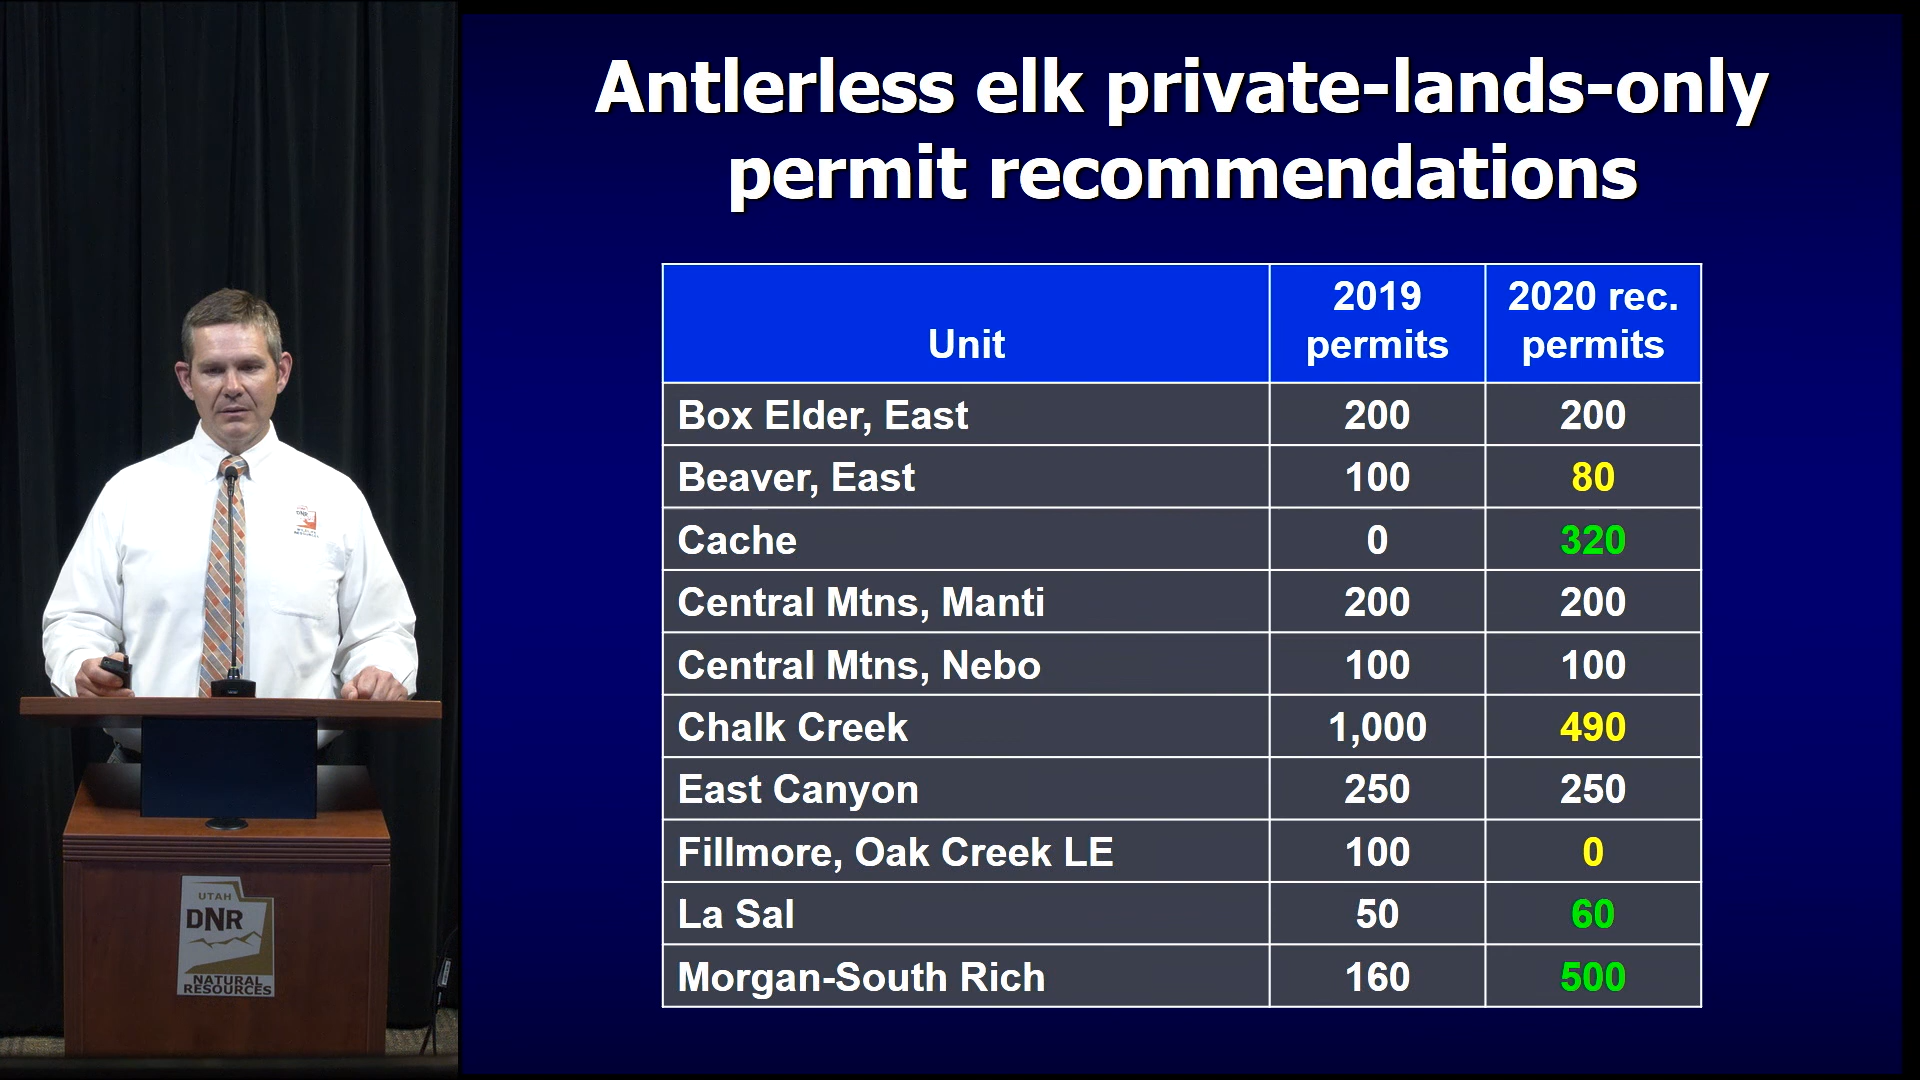 Antlerless elk private-lands-only
permit recommendations
Unit
2019 permits
2020 rec. permits
Box Elder, East 200 200
Beaver, East 100 80
Cache 0 320
Central Mtns, Manti 200 200
Central Mtns, Nebo 100 100
Chalk Creek 1,000 490
East Canyon 250 250
Fillmore, Oak Creek LE 100 0
La Sal 50 60
Morgan-South Rich 160 500
UTAH
DNR
NATURAL
RESOURCES